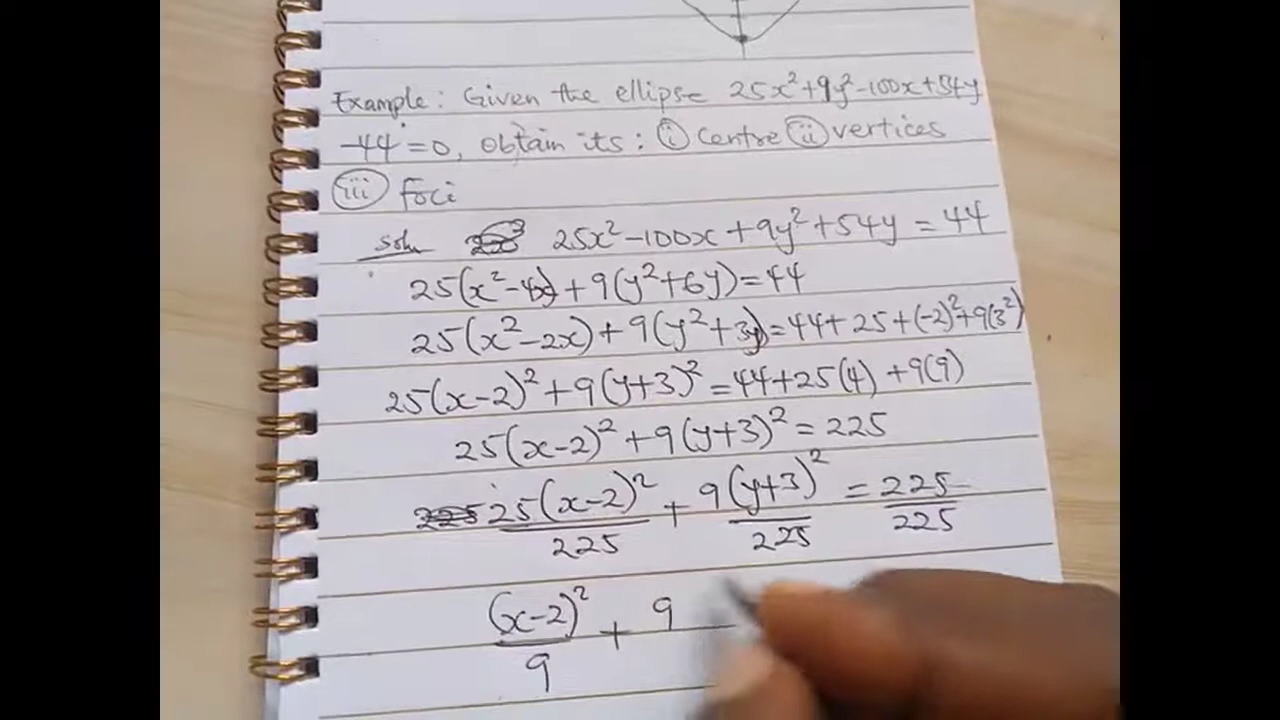 Example: Given the ellipse 25x²+9y²-100x+54y
-44=0, obtain its: (i) Centre (ii) vertices
(iii) foci
soln 25x²-100x+9y²+54y=44
25(x²-4x)+9(y²+6y)=44
25(x²-2x)+9(y²+3y)=44+25+(-2)²+9(3²)
25(x-2)²+9(y+3)²=44+25(4)+9(9)
25(x-2)²+9(y+3)²=225
25(x-2)²/225 + 9(y+3)²/225 = 225/225
(x-2)²/9 + 9